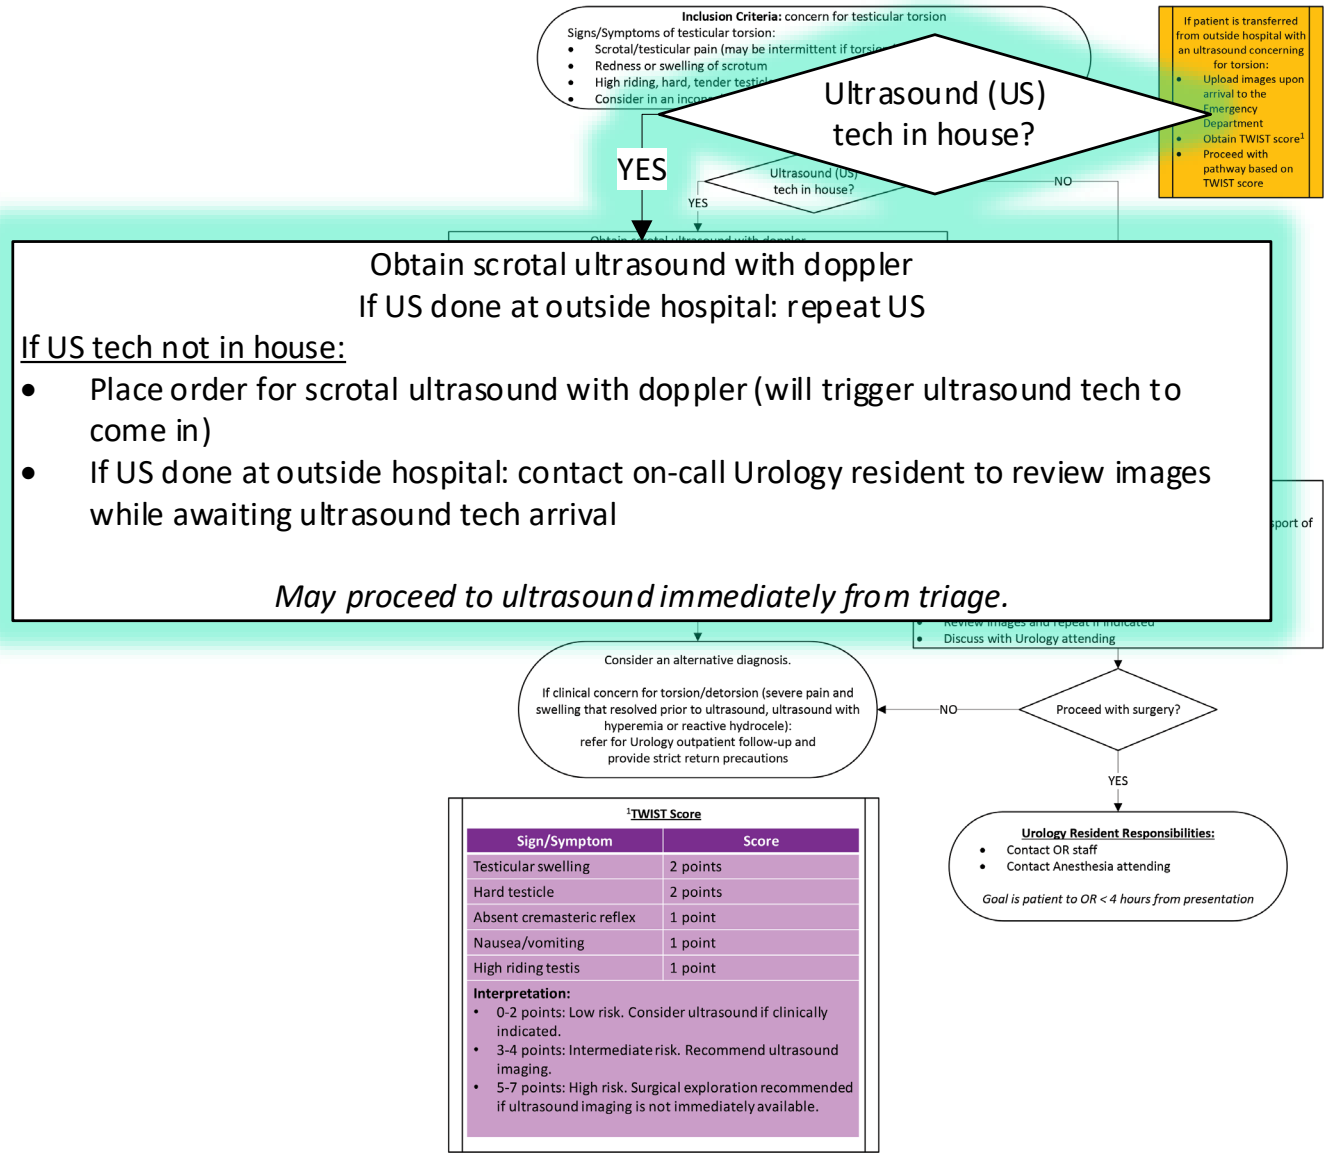 Inclusion Criteria: concern for testicular torsion
Signs/Symptoms of testicular torsion:
• Scrotal/testicular pain (may be intermittent if
• Redness or swelling of scrotum
• High riding, hard, tender
• Consider in an
If patient is transferred
from outside hospital with
an ultrasound concerning
for torsion:
• Upload images upon
arrival to the
Emergency
Department
• Obtain TWIST score1
• Proceed with
pathway based on
TWIST score
Ultrasound (US)
tech in house?
YES
Ultrasound (US)
tech in house?
YES
NO
Obtain scrotal ultrasound with doppler
If US done at outside hospital: repeat US
If US tech not in house:
• Place order for scrotal ultrasound with doppler (will trigger ultrasound tech to
come in)
• If US done at outside hospital: contact on-call Urology resident to review images
while awaiting ultrasound tech arrival
May proceed to ultrasound immediately from triage.
of
• Review images and repeat if indicated
• Discuss with Urology attending
Consider an alternative diagnosis.
If clinical concern for torsion/detorsion (severe pain and
swelling that resolved prior to ultrasound, ultrasound with
hyperemia or reactive hydrocele):
refer for Urology outpatient follow-up and
provide strict return precautions
NO
Proceed with surgery?
YES
Urology Resident Responsibilities:
• Contact OR staff
• Contact Anesthesia attending
Goal is patient to OR < 4 hours from presentation
1TWIST Score
Sign/Symptom Score
Testicular swelling 2 points
Hard testicle 2 points
Absent cremasteric reflex 1 point
Nausea/vomiting 1 point
High riding testis 1 point
Interpretation:
• 0-2 points: Low risk. Consider ultrasound if clinically
indicated.
• 3-4 points: Intermediate risk. Recommend ultrasound
imaging.
• 5-7 points: High risk. Surgical exploration recommended
if ultrasound imaging is not immediately available.